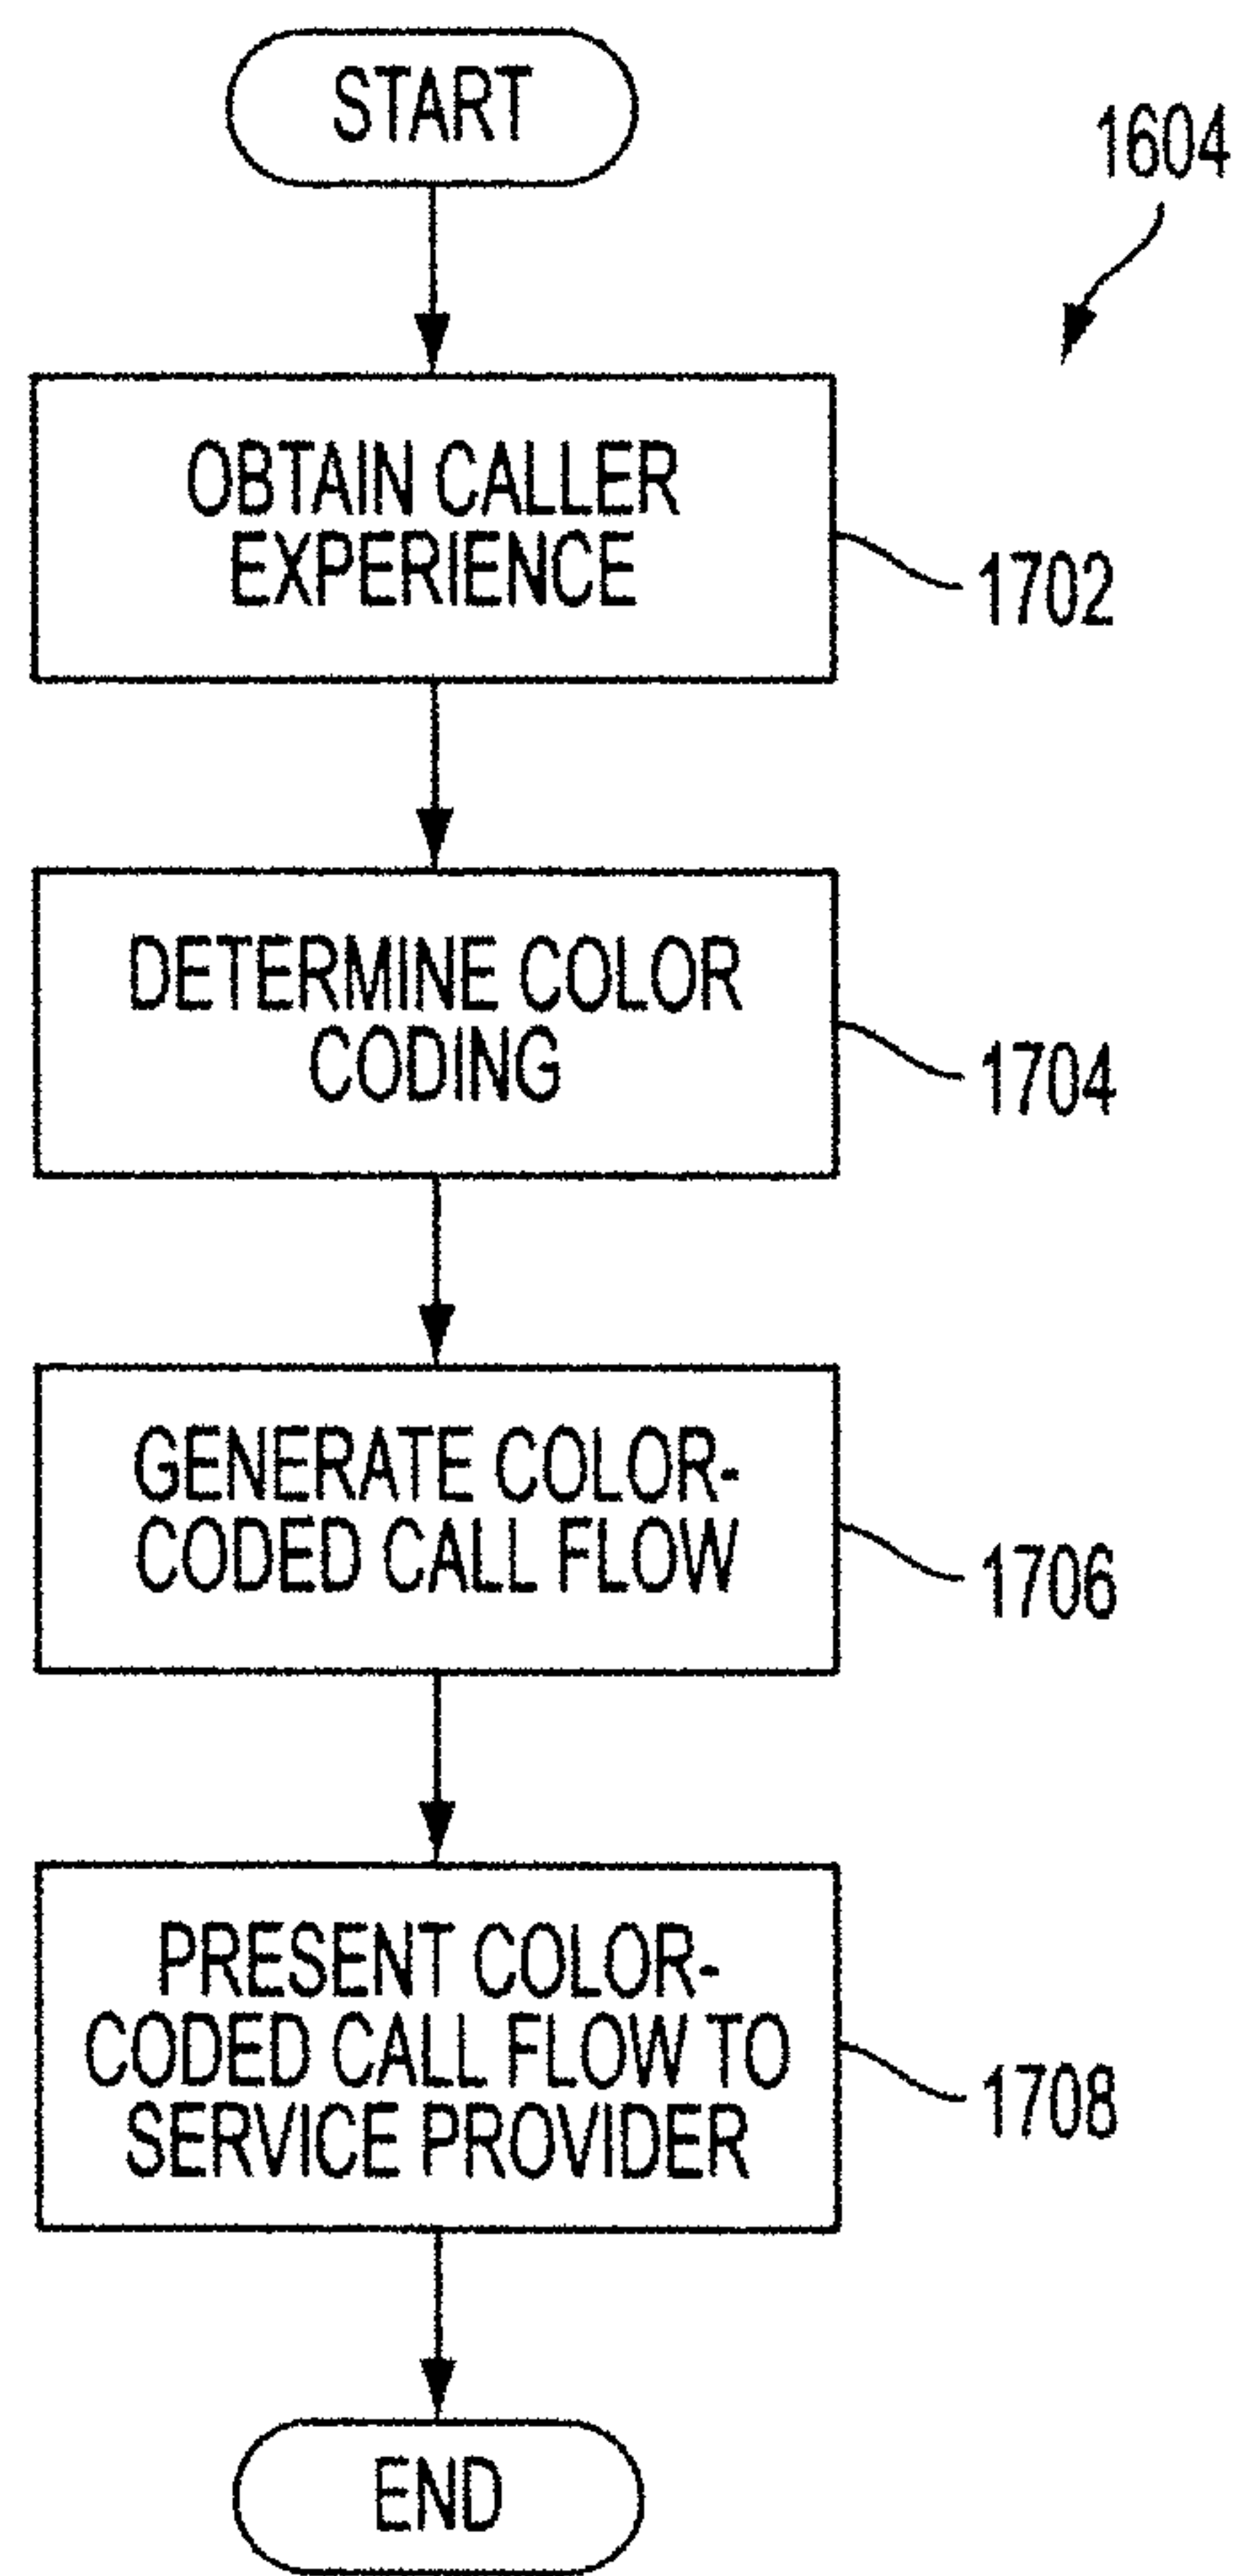 START
1604
OBTAIN CALLER
EXPERIENCE
1702
DETERMINE COLOR
CODING
1704
GENERATE COLOR-
CODED CALL FLOW
1706
PRESENT COLOR-
CODED CALL FLOW TO
SERVICE PROVIDER
1708
END